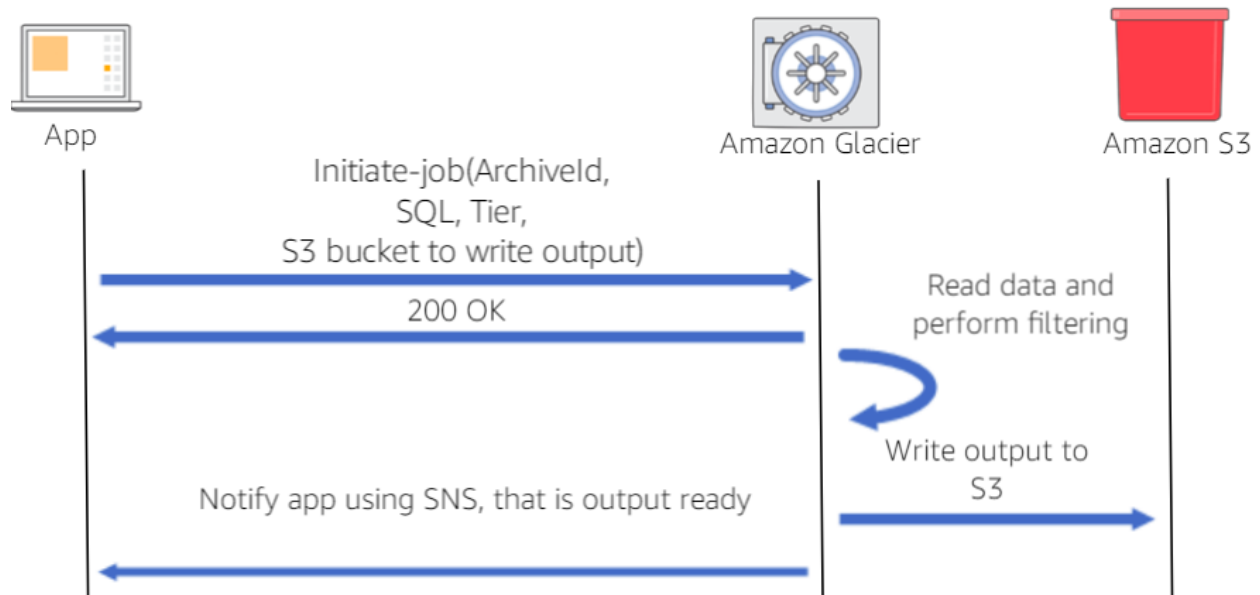 App
Amazon Glacier
Amazon S3
Initiate-job(ArchiveId,
SQL, Tier,
S3 bucket to write output)
200 OK
Read data and
perform filtering
Write output to
S3
Notify app using SNS, that is output ready